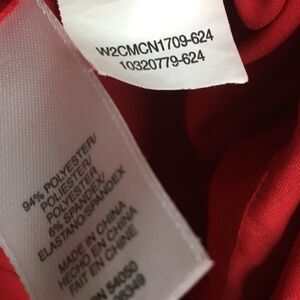 W2CMCN1709-624
10320779-624
94% POLYESTER/
POLIESTER/
POLYESTER
6% SPANDEX/
ELASTANO/SPANDEX
MADE IN CHINA
HECHO EN CHINA
FAIT EN CHINE
54050